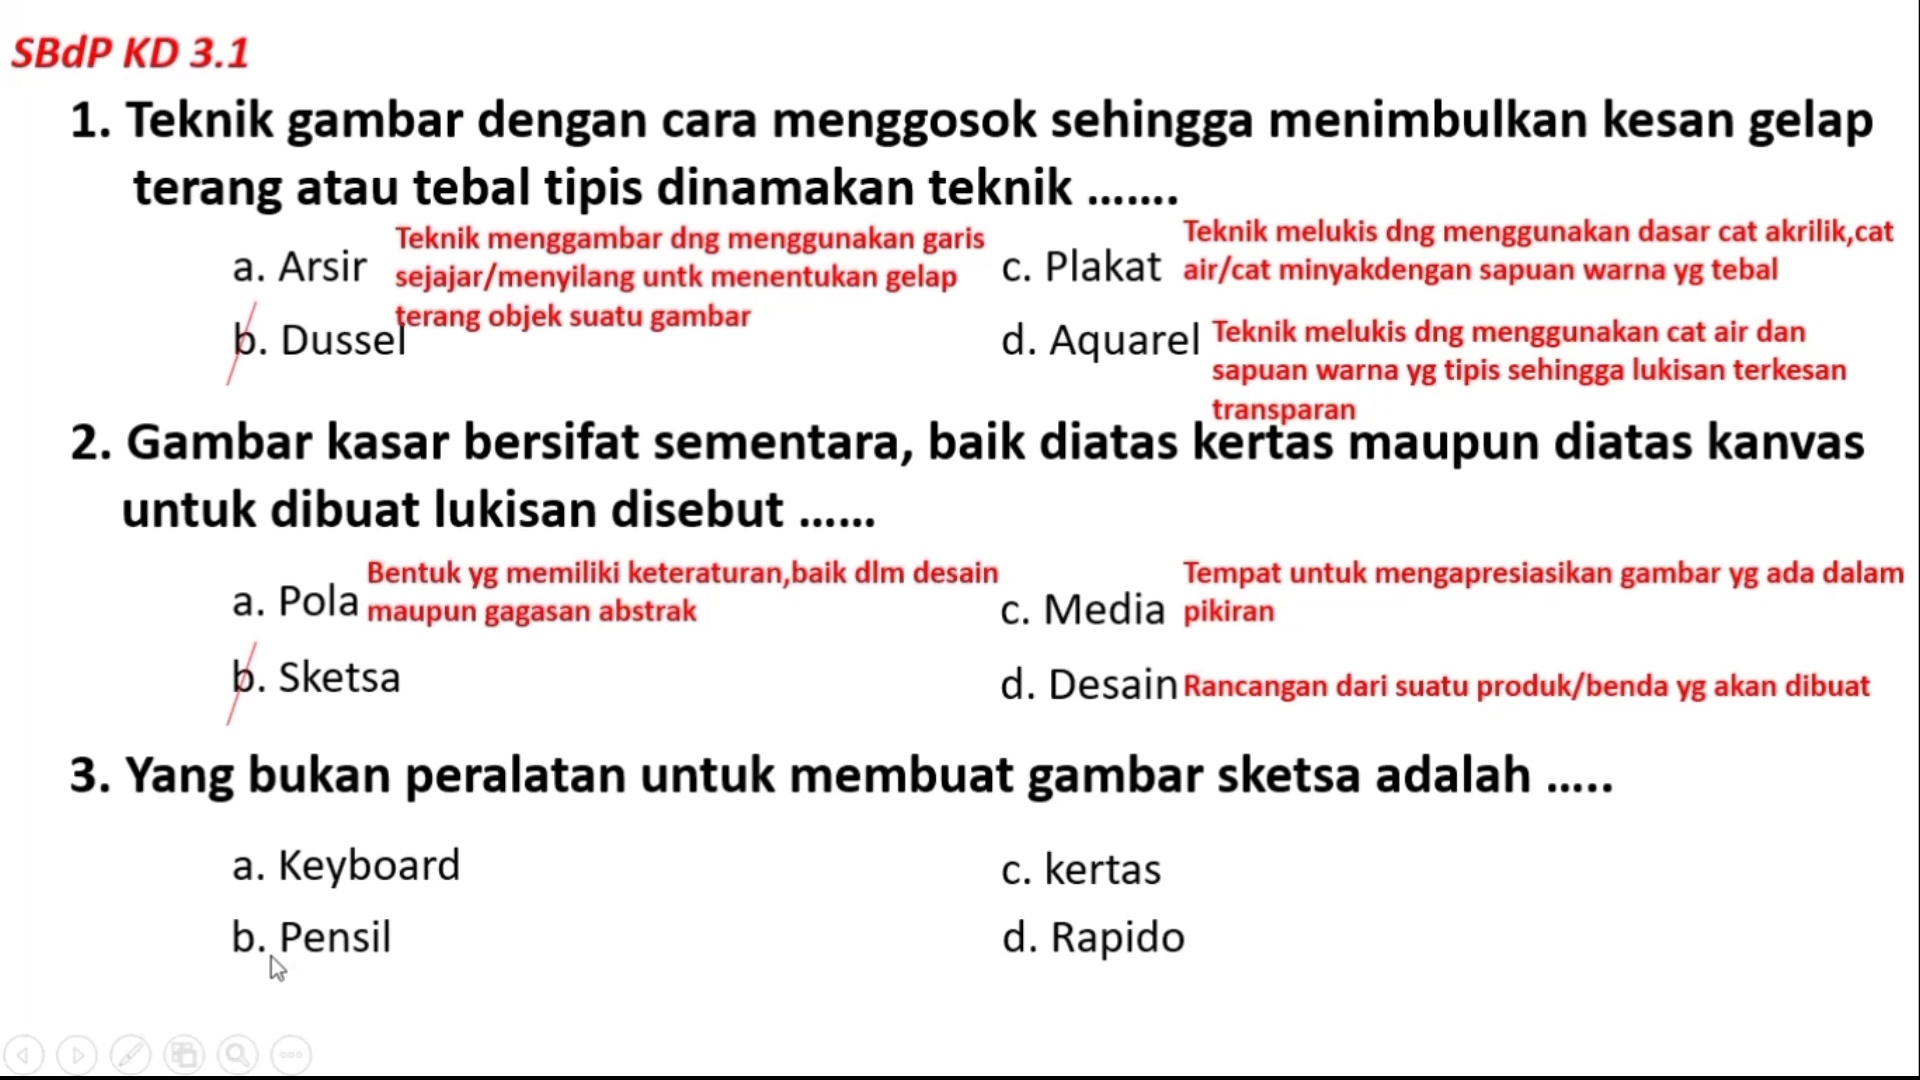 SBdP KD 3.1
1. Teknik gambar dengan cara menggosok sehingga menimbulkan kesan gelap
terang atau tebal tipis dinamakan teknik .......
a. Arsir
Teknik menggambar dng menggunakan garis
sejajar/menyilang untk menentukan gelap
terang objek suatu gambar
b. Dussel
c. Plakat
Teknik melukis dng menggunakan dasar cat akrilik,cat
air/cat minyakdengan sapuan warna yg tebal
d. Aquarel
Teknik melukis dng menggunakan cat air dan
sapuan warna yg tipis sehingga lukisan terkesan
transparan
2. Gambar kasar bersifat sementara, baik diatas kertas maupun diatas kanvas
untuk dibuat lukisan disebut ......
a. Pola
Bentuk yg memiliki keteraturan,baik dlm desain
maupun gagasan abstrak
b. Sketsa
c. Media
Tempat untuk mengapresiasikan gambar yg ada dalam
pikiran
d. Desain
Rancangan dari suatu produk/benda yg akan dibuat
3. Yang bukan peralatan untuk membuat gambar sketsa adalah .....
a. Keyboard
b. Pensil
c. kertas
d. Rapido